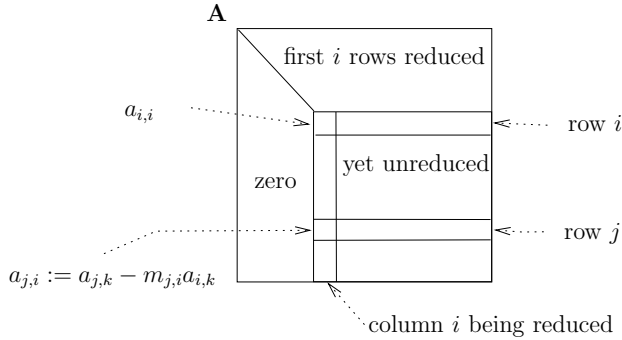 A
first i rows reduced
a_{i,i}
row i
yet unreduced
zero
row j
a_{j,i} := a_{j,k} − m_{j,i}a_{i,k}
column i being reduced